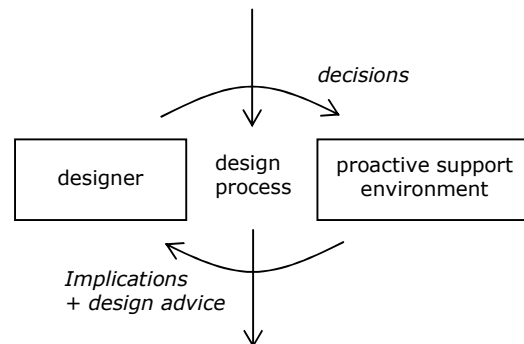 decisions
designer
design
process
proactive support
environment
Implications
+ design advice